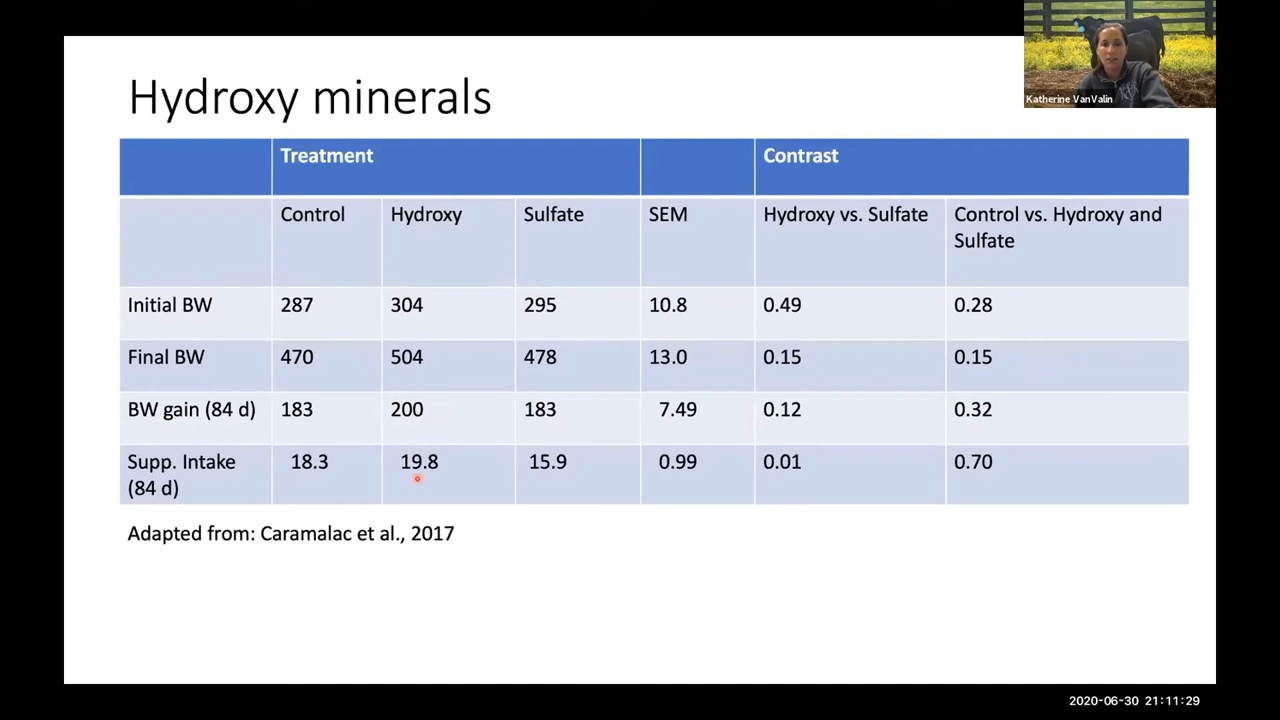 Katherine VanValin
Hydroxy minerals
Treatment Contrast
Control Hydroxy Sulfate SEM Hydroxy vs. Sulfate Control vs. Hydroxy and
Sulfate
Initial BW 287 304 295 10.8 0.49 0.28
Final BW 470 504 478 13.0 0.15 0.15
BW gain (84 d) 183 200 183 7.49 0.12 0.32
Supp. Intake 18.3 19.8 15.9 0.99 0.01 0.70
(84 d)
Adapted from: Caramalac et al., 2017
2020-06-30 21:11:29